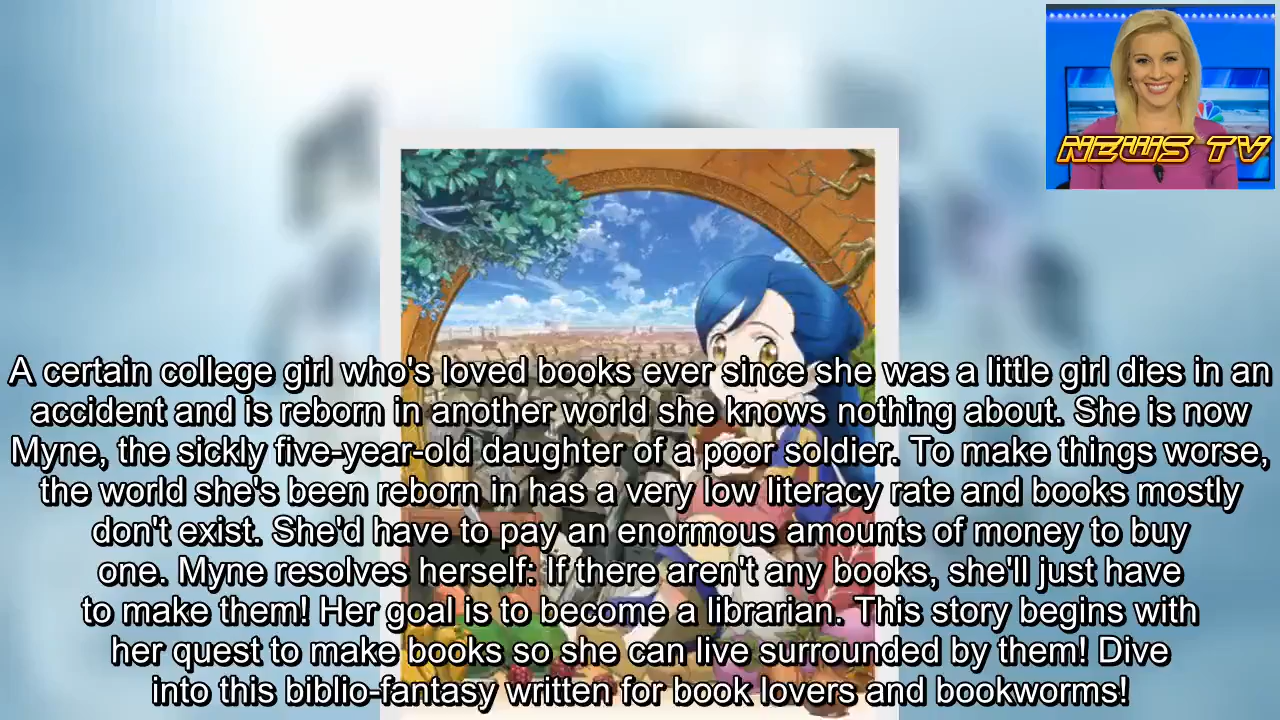 NEWS TV
A certain college girl who's loved books ever since she was a little girl dies in an
accident and is reborn in another world she knows nothing about. She is now
Myne, the sickly five-year-old daughter of a poor soldier. To make things worse,
the world she's been reborn in has a very low literacy rate and books mostly
don't exist. She'd have to pay an enormous amounts of money to buy
one. Myne resolves herself: If there aren't any books, she'll just have
to make them! Her goal is to become a librarian. This story begins with
her quest to make books so she can live surrounded by them! Dive
into this biblio-fantasy written for book lovers and bookworms!